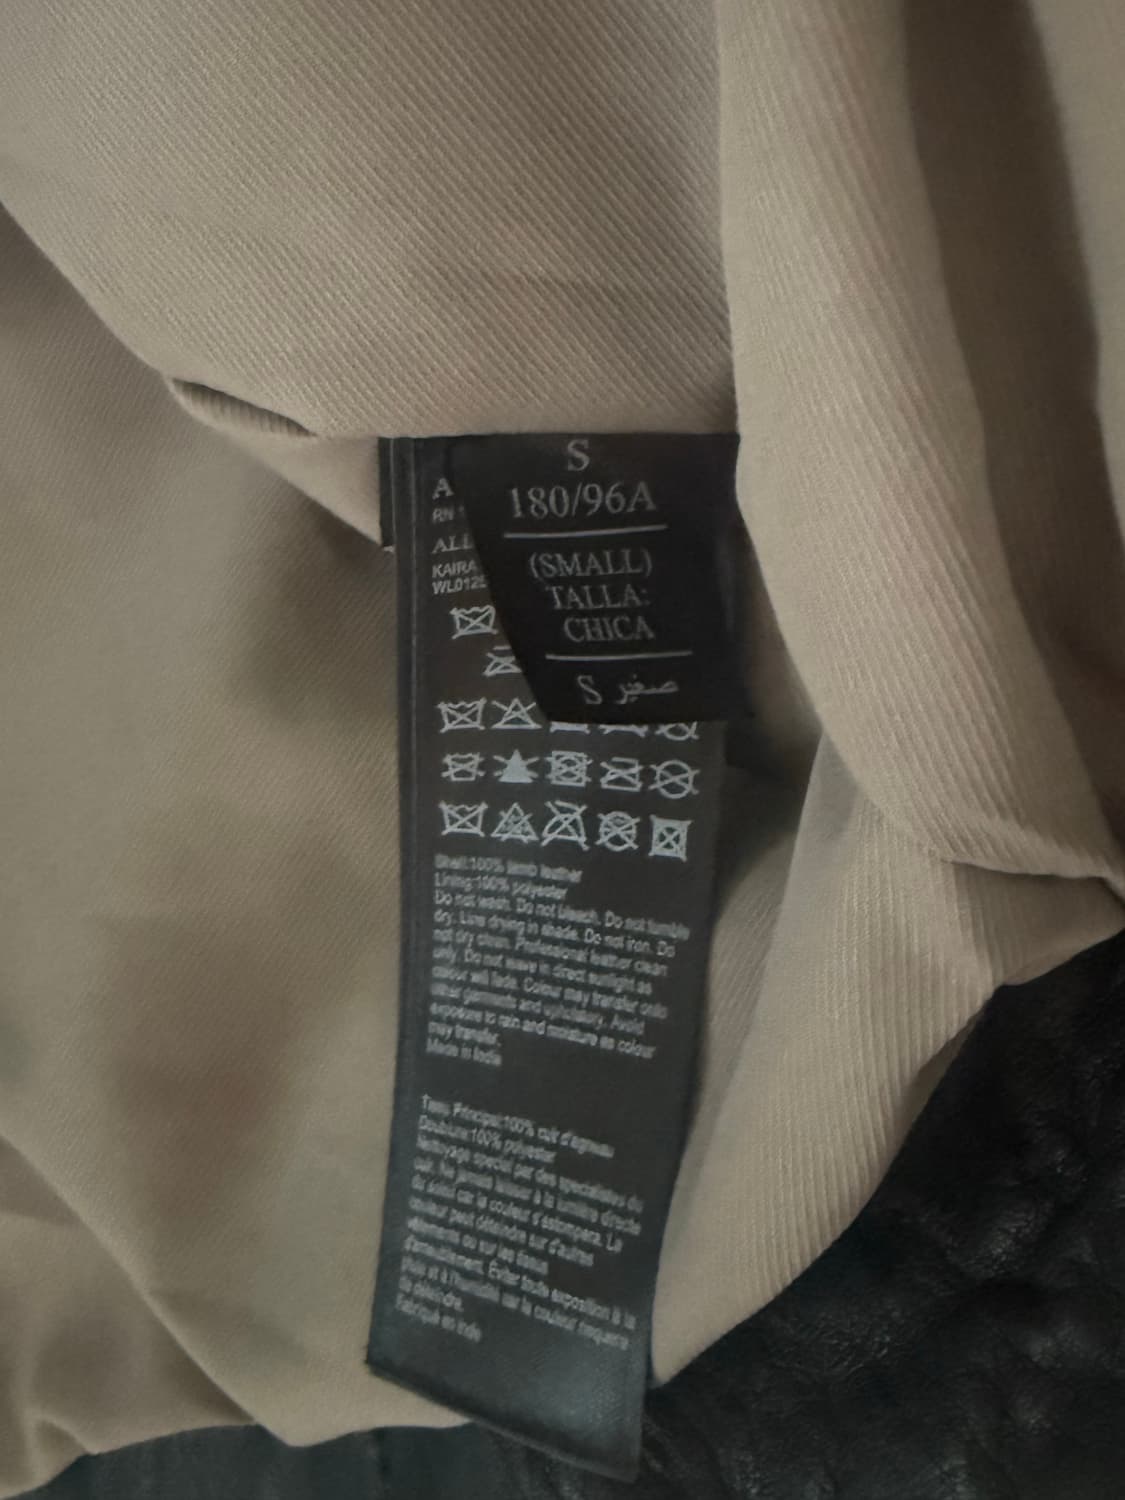 S
180/96A
(SMALL)
TALLA:
CHICA
صغير S
A
RN 1
ALL
KAIRA
WL0125
Shell:100% lamb leather
Lining:100% polyester
Do not wash. Do not bleach. Do not tumble
dry. Line drying in shade. Do not iron. Do
not dry clean. Professional leather clean
only. Do not leave in direct sunlight as
colour will fade. Colour may transfer onto
other garments and upholstery. Avoid
exposure to rain and moisture as colour
may transfer.
Made in India
Tissu Principal:100% cuir d'agneau
Doublure:100% polyester
Nettoyage spécial par des spécialistes du
cuir. Ne jamais laisser à la lumière directe
du soleil car la couleur s'estompera. La
couleur peut déteindre sur d'autres
vêtements ou sur les tissus
d'ameublement. Éviter toute exposition à la
pluie et à l'humidité car la couleur risquera
de déteindre.
Fabriqué en Inde